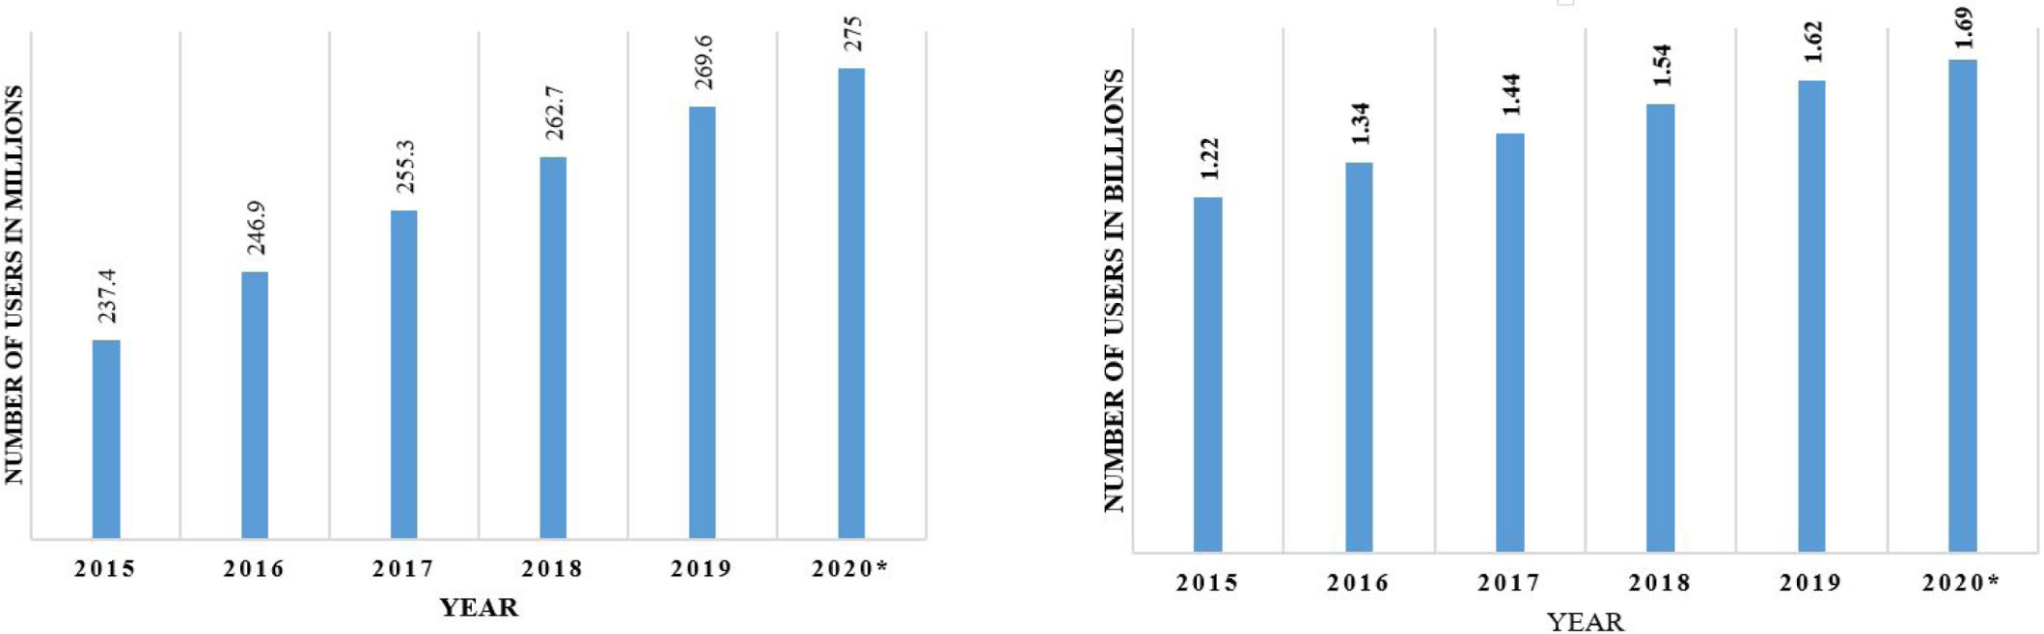 NUMBER OF USERS IN MILLIONS
237.4
246.9
255.3
262.7
269.6
275
2015 2016 2017 2018 2019 2020*
YEAR
NUMBER OF USERS IN BILLIONS
1.22
1.34
1.44
1.54
1.62
1.69
2015 2016 2017 2018 2019 2020*
YEAR